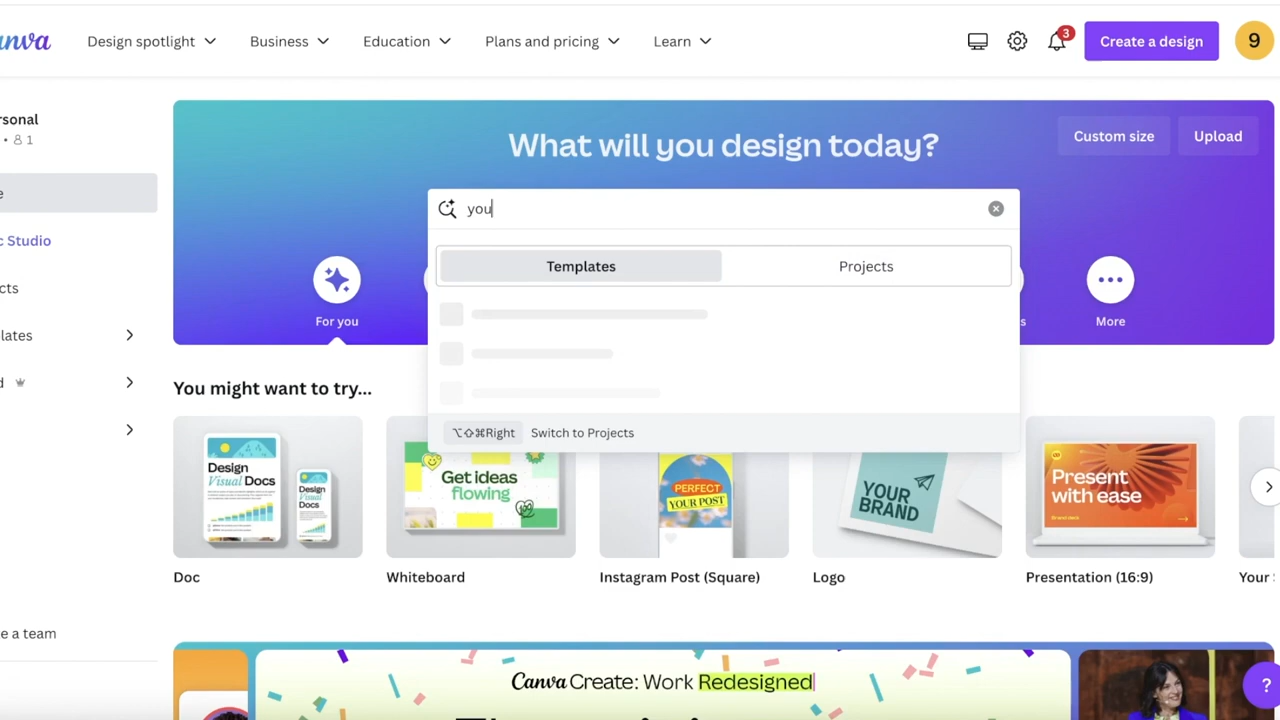 anva
Design spotlight
Business
Education
Plans and pricing
Learn
3
Create a design
9
rsonal
• 1
What will you design today?
Custom size
Upload
e
you
c Studio
Templates
Projects
cts
For you
s
More
lates
d
You might want to try...
⌥⇧⌘Right
Switch to Projects
Design
Visual Docs
Design
Visual
Docs
Get ideas
flowing
PERFECT
YOUR POST
YOUR
BRAND
Present
with ease
Doc
Whiteboard
Instagram Post (Square)
Logo
Presentation (16:9)
Your
e a team
Canva Create: Work Redesigned
?